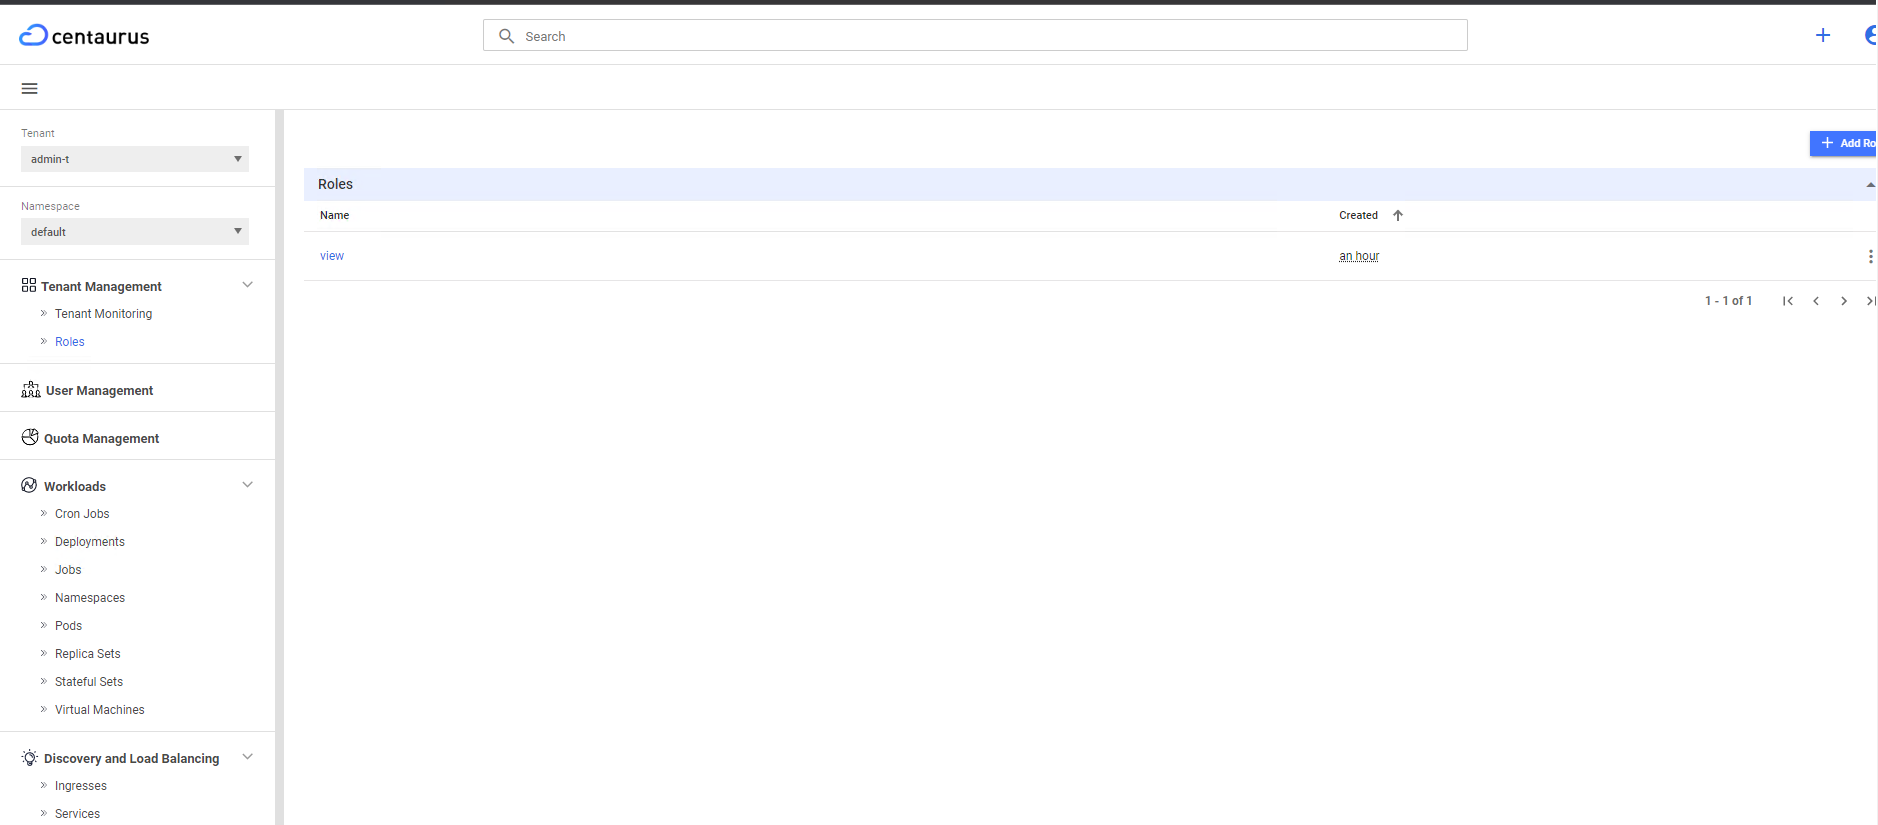 centaurus
Search
Tenant
admin-t
Namespace
default
Tenant Management
Tenant Monitoring
Roles
User Management
Quota Management
Workloads
Cron Jobs
Deployments
Jobs
Namespaces
Pods
Replica Sets
Stateful Sets
Virtual Machines
Discovery and Load Balancing
Ingresses
Services
Add Ro
Roles
Name Created
view an hour
1 - 1 of 1